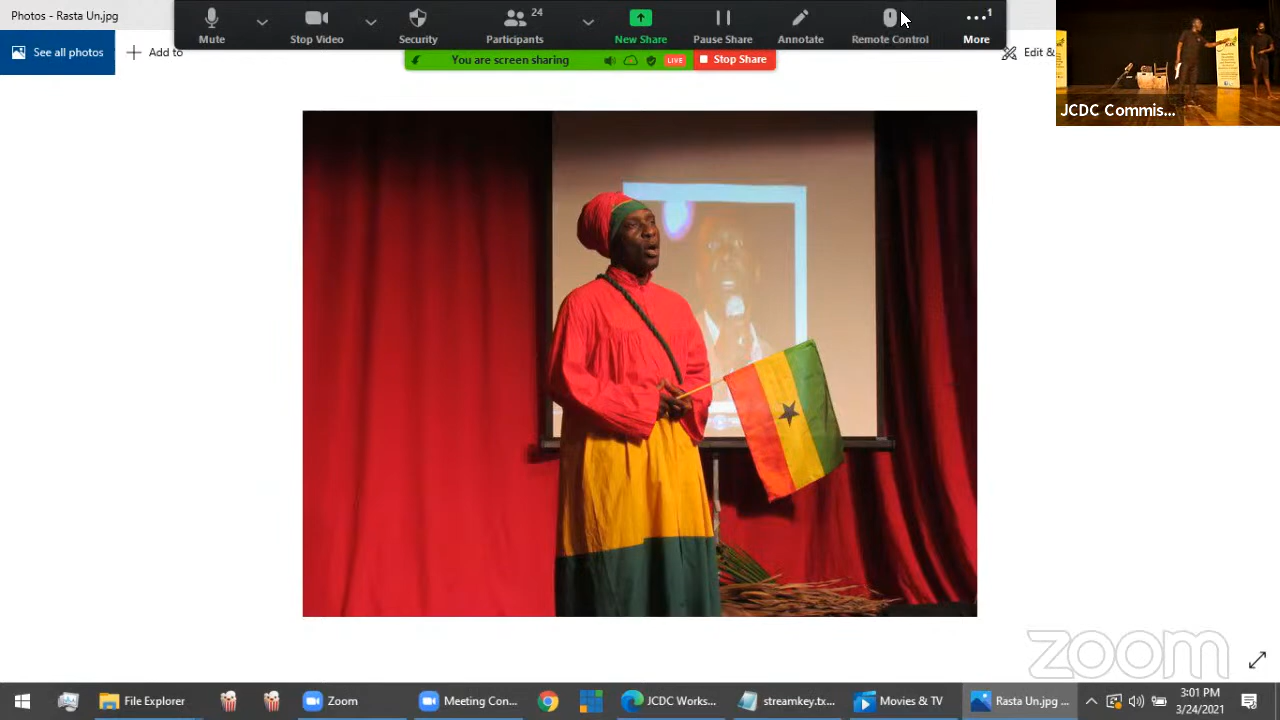 Photos - Rasta Un.jpg
See all photos
Add to
Mute
Stop Video
Security
24
Participants
New Share
Pause Share
Annotate
Remote Control
1
More
You are screen sharing
LIVE
Stop Share
Edit &
JCDC Commis...
zoom
File Explorer
Zoom
Meeting Con...
JCDC Works...
streamkey.tx...
Movies & TV
Rasta Un.jpg ...
3:01 PM
3/24/2021